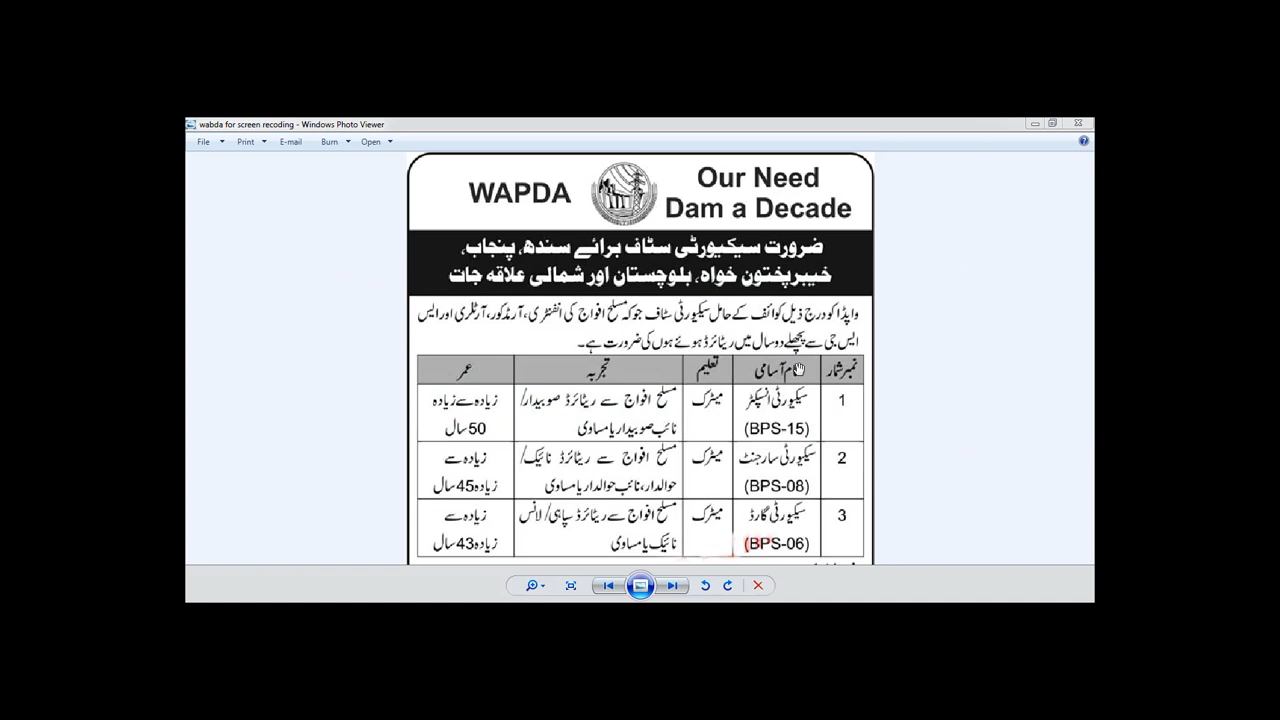 wabda for screen recoding - Windows Photo Viewer
File Print E-mail Burn Open
WAPDA
Our Need
Dam a Decade
ضرورت سیکیورٹی سٹاف برائے سندھ، پنجاب،
خیبرپختون خواہ، بلوچستان اور شمالی علاقہ جات
واپڈا کو درج ذیل کوائف کے حامل سیکیورٹی سٹاف جو کہ مسلح افواج کی انفنٹری، آرمڈ کور، آرٹلری اور ایس
ایس جی سے پچھلے دو سال میں ریٹائرڈ ہوئے ہوں کی ضرورت ہے۔
نمبر شمار نام آسامی تعلیم تجربہ عمر
1 سیکیورٹی انسپکٹر میٹرک مسلح افواج سے ریٹائرڈ صوبیدار/ زیادہ سے زیادہ
(BPS-15) نائب صوبیدار یا مساوی 50 سال
2 سیکیورٹی سارجنٹ میٹرک مسلح افواج سے ریٹائرڈ نائیک/ زیادہ سے
(BPS-08) حوالدار، نائب حوالدار یا مساوی زیادہ 45 سال
3 سیکیورٹی گارڈ میٹرک مسلح افواج سے ریٹائرڈ سپاہی/ لانس زیادہ سے
(BPS-06) نائیک یا مساوی زیادہ 43 سال